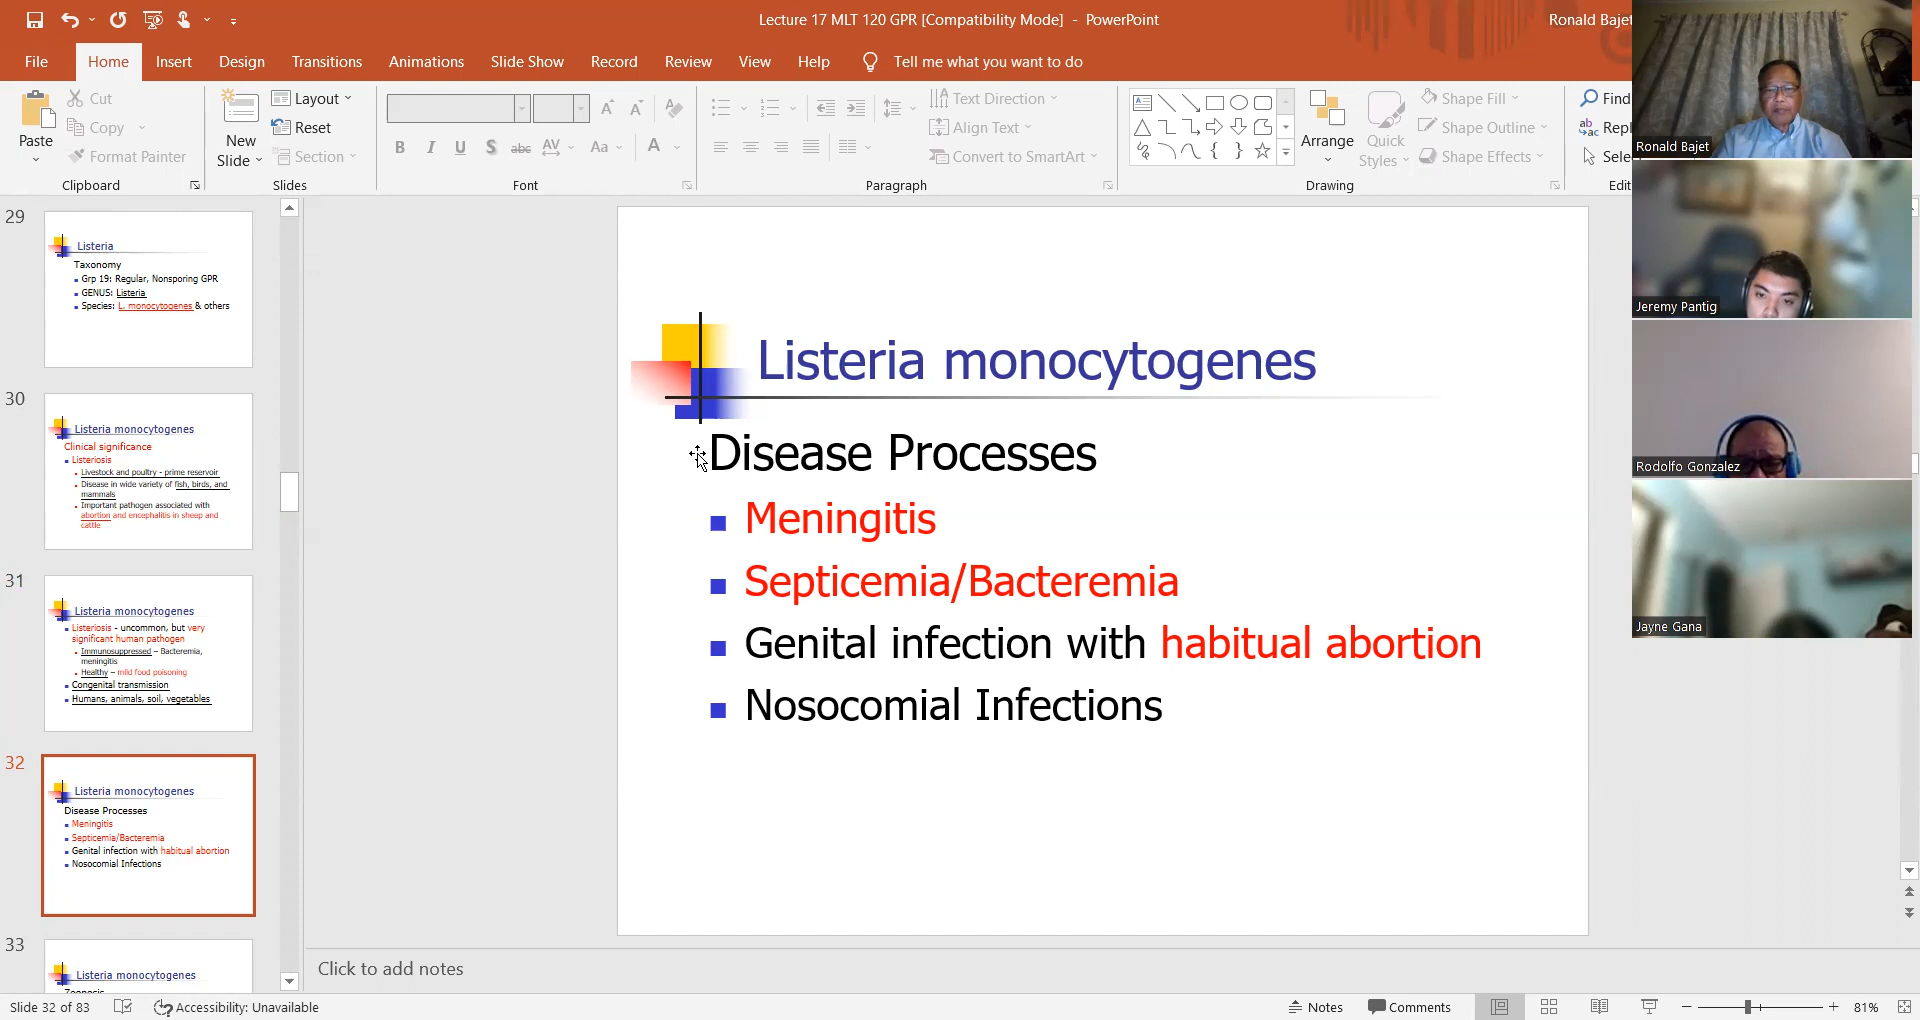 Lecture 17 MLT 120 GPR [Compatibility Mode] - PowerPoint
Ronald Bajet
File Home Insert Design Transitions Animations Slide Show Record Review View Help Tell me what you want to do
Paste
Cut
Copy
Format Painter
Clipboard
New
Slide
Layout
Reset
Section
Slides
B I U S abc AV Aa A
Font
Text Direction
Align Text
Convert to SmartArt
Paragraph
Arrange
Quick
Styles
Shape Fill
Shape Outline
Shape Effects
Drawing
Find
Repl
Sele
Edit
29
Listeria
Taxonomy
Grp 19: Regular, Nonsporing GPR
GENUS: Listeria
Species: L. monocytogenes & others
30
Listeria monocytogenes
Clinical significance
Listeriosis
Livestock and poultry - prime reservoir
Disease in wide variety of fish, birds, and
mammals
Important pathogen associated with
abortion and encephalitis in sheep and
cattle
31
Listeria monocytogenes
Listeriosis - uncommon, but very
significant human pathogen
Immunosuppressed – Bacteremia,
meningitis
Healthy – mild food poisoning
Congenital transmission
Humans, animals, soil, vegetables
32
Listeria monocytogenes
Disease Processes
Meningitis
Septicemia/Bacteremia
Genital infection with habitual abortion
Nosocomial Infections
33
Listeria monocytogenes
Listeria monocytogenes
Disease Processes
Meningitis
Septicemia/Bacteremia
Genital infection with habitual abortion
Nosocomial Infections
Click to add notes
Ronald Bajet
Jeremy Pantig
Rodolfo Gonzalez
Jayne Gana
Slide 32 of 83
Accessibility: Unavailable
Notes
Comments
81%